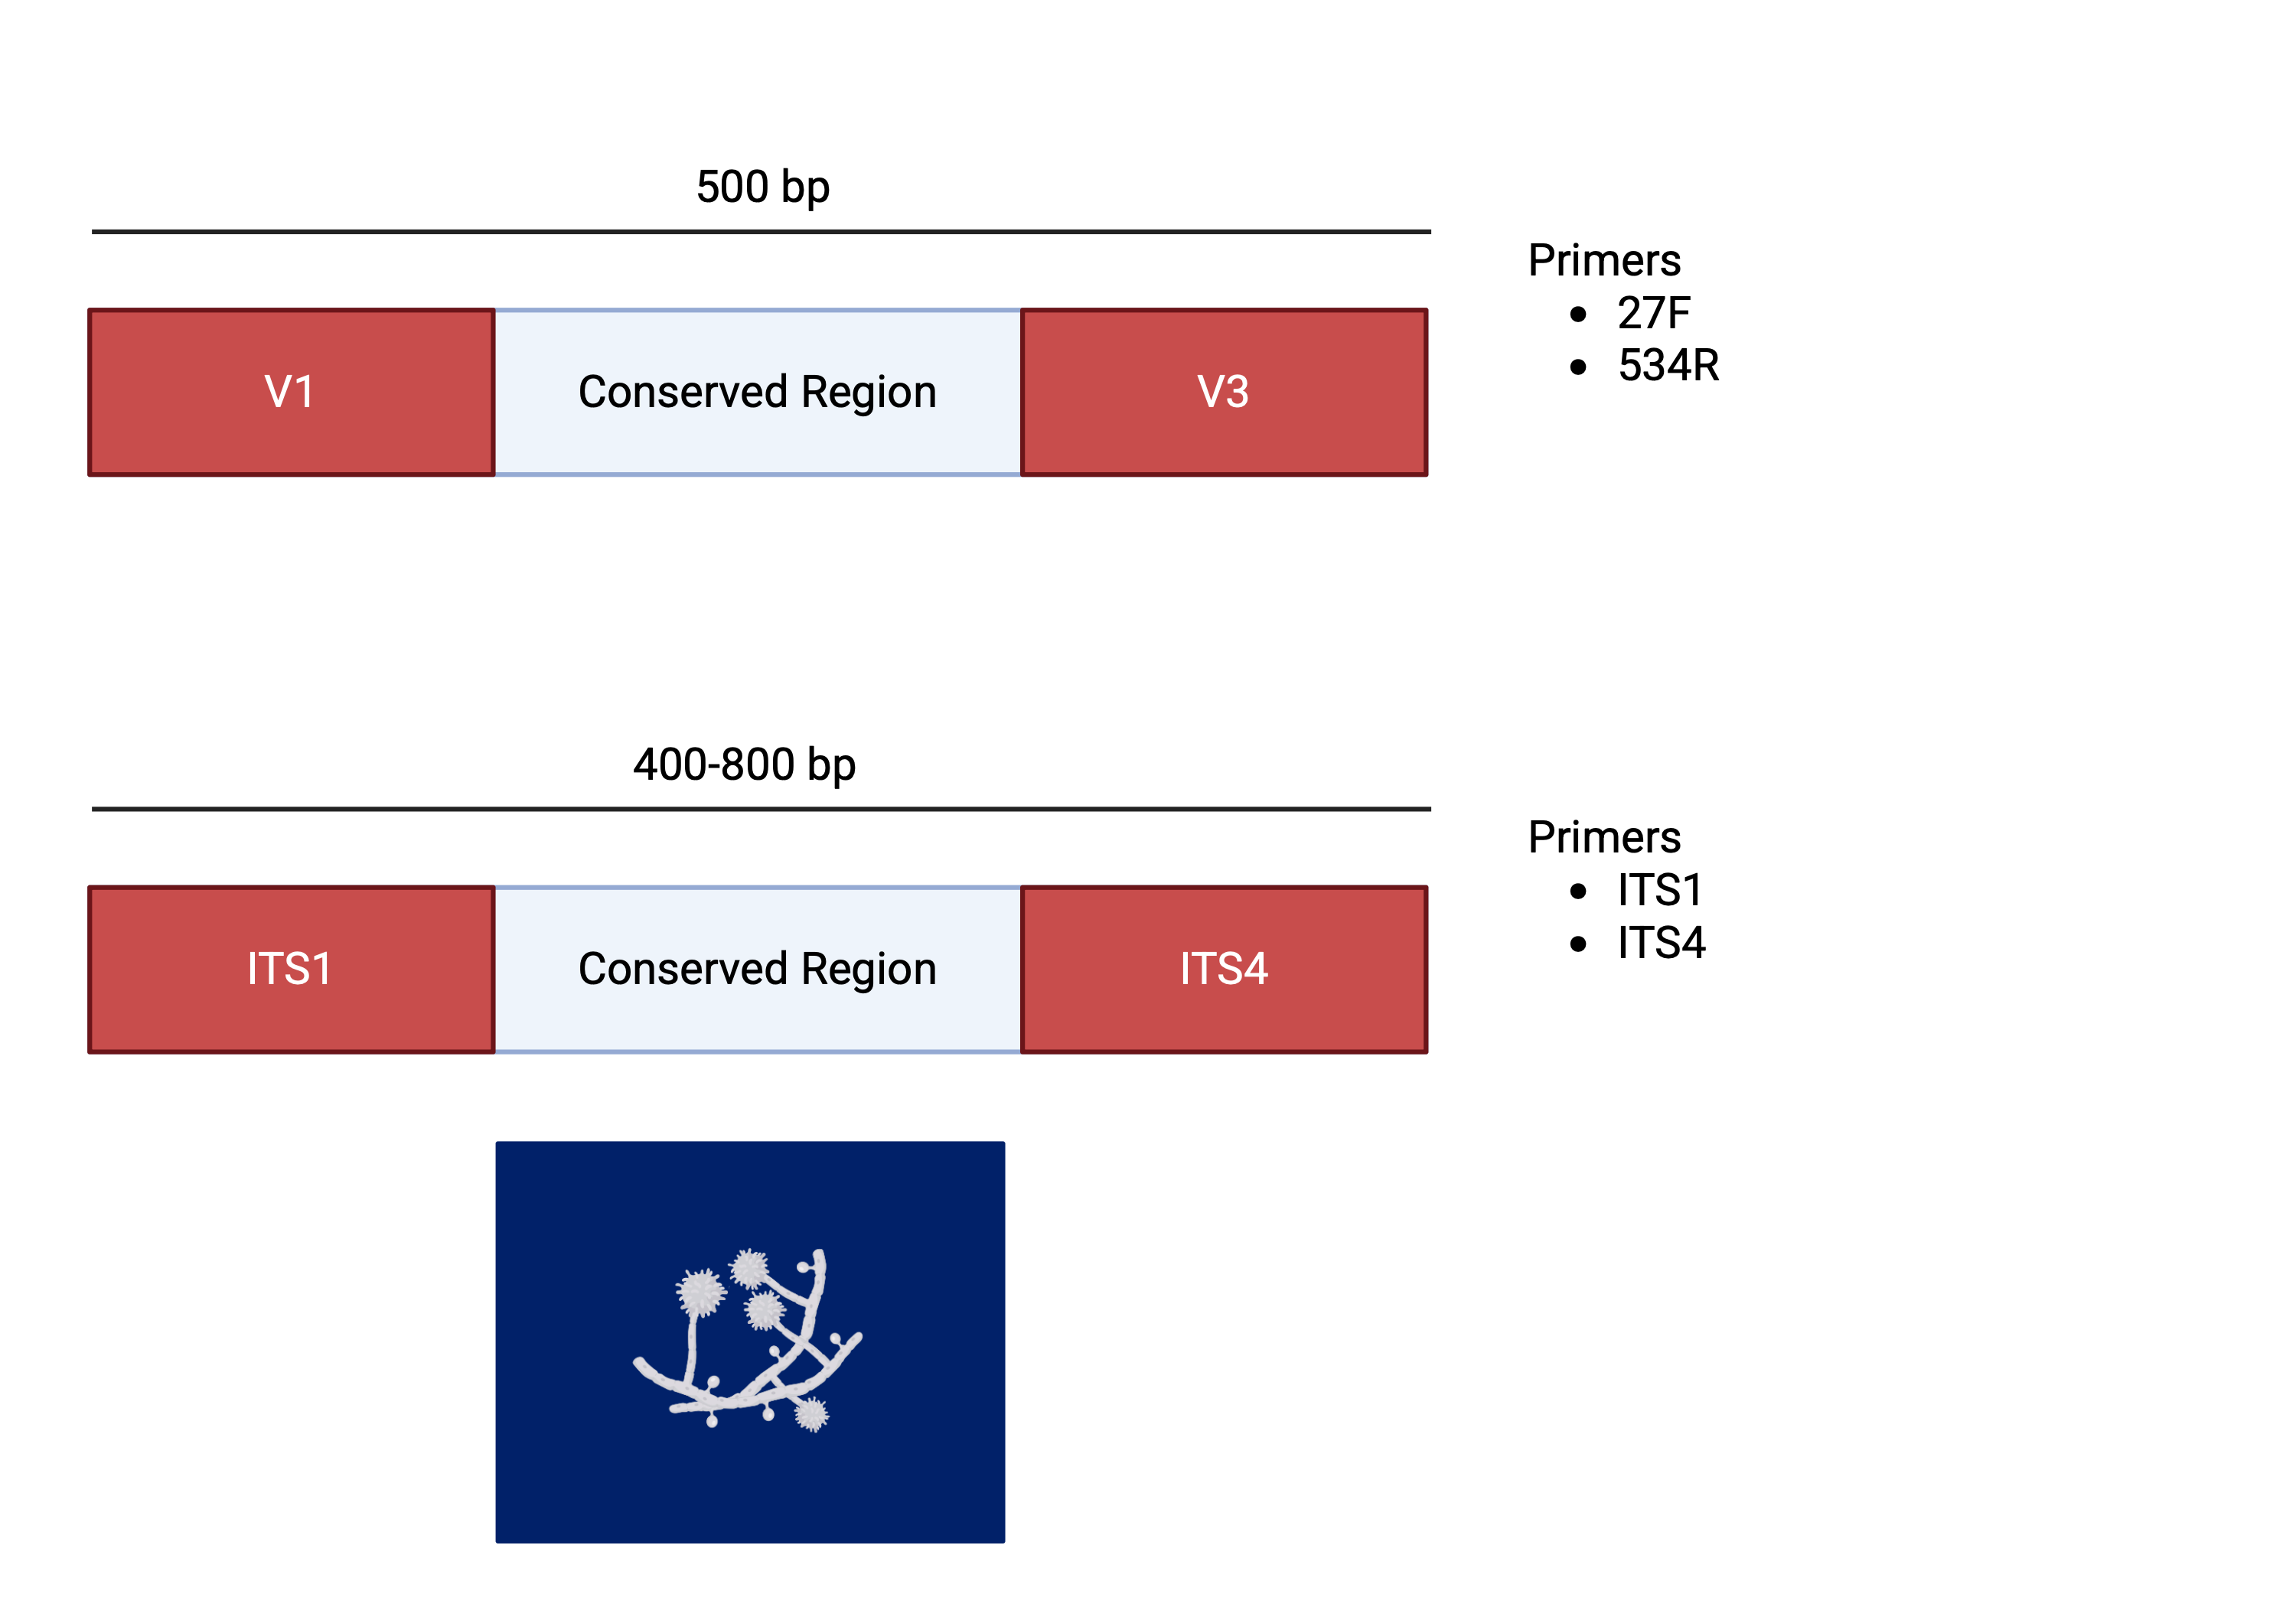 500 bp
Primers
• 27F
• 534R
V1
Conserved Region
V3
400-800 bp
Primers
• ITS1
• ITS4
ITS1
Conserved Region
ITS4